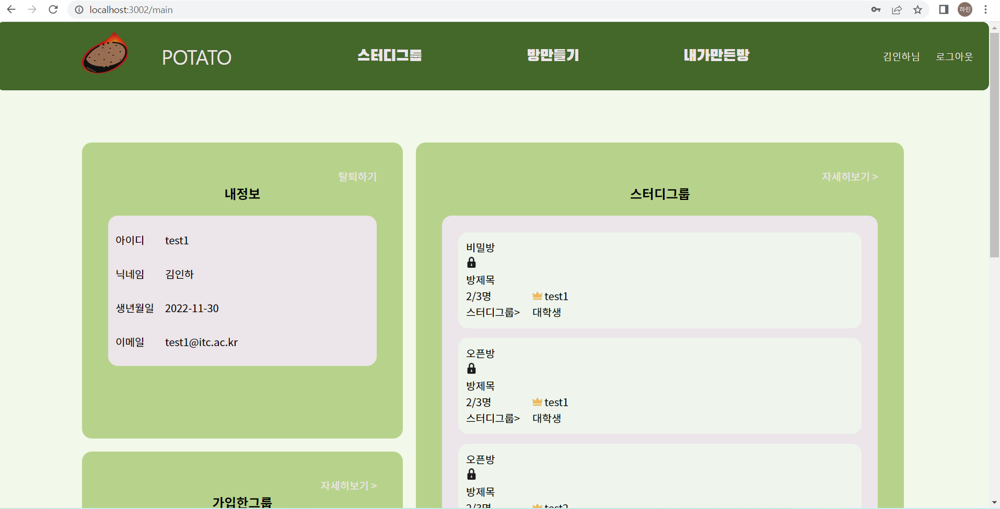 localhost:3002/main
하린
POTATO
스터디그룹
방만들기
내가만든방
김인하님
로그아웃
탈퇴하기
내정보
아이디 test1
닉네임 김인하
생년월일 2022-11-30
이메일 test1@itc.ac.kr
자세히보기 >
가입한그룹
자세히보기 >
스터디그룹
비밀방
방제목
2/3명 test1
스터디그룹> 대학생
오픈방
방제목
2/3명 test1
스터디그룹> 대학생
오픈방
방제목
2/3명 test2